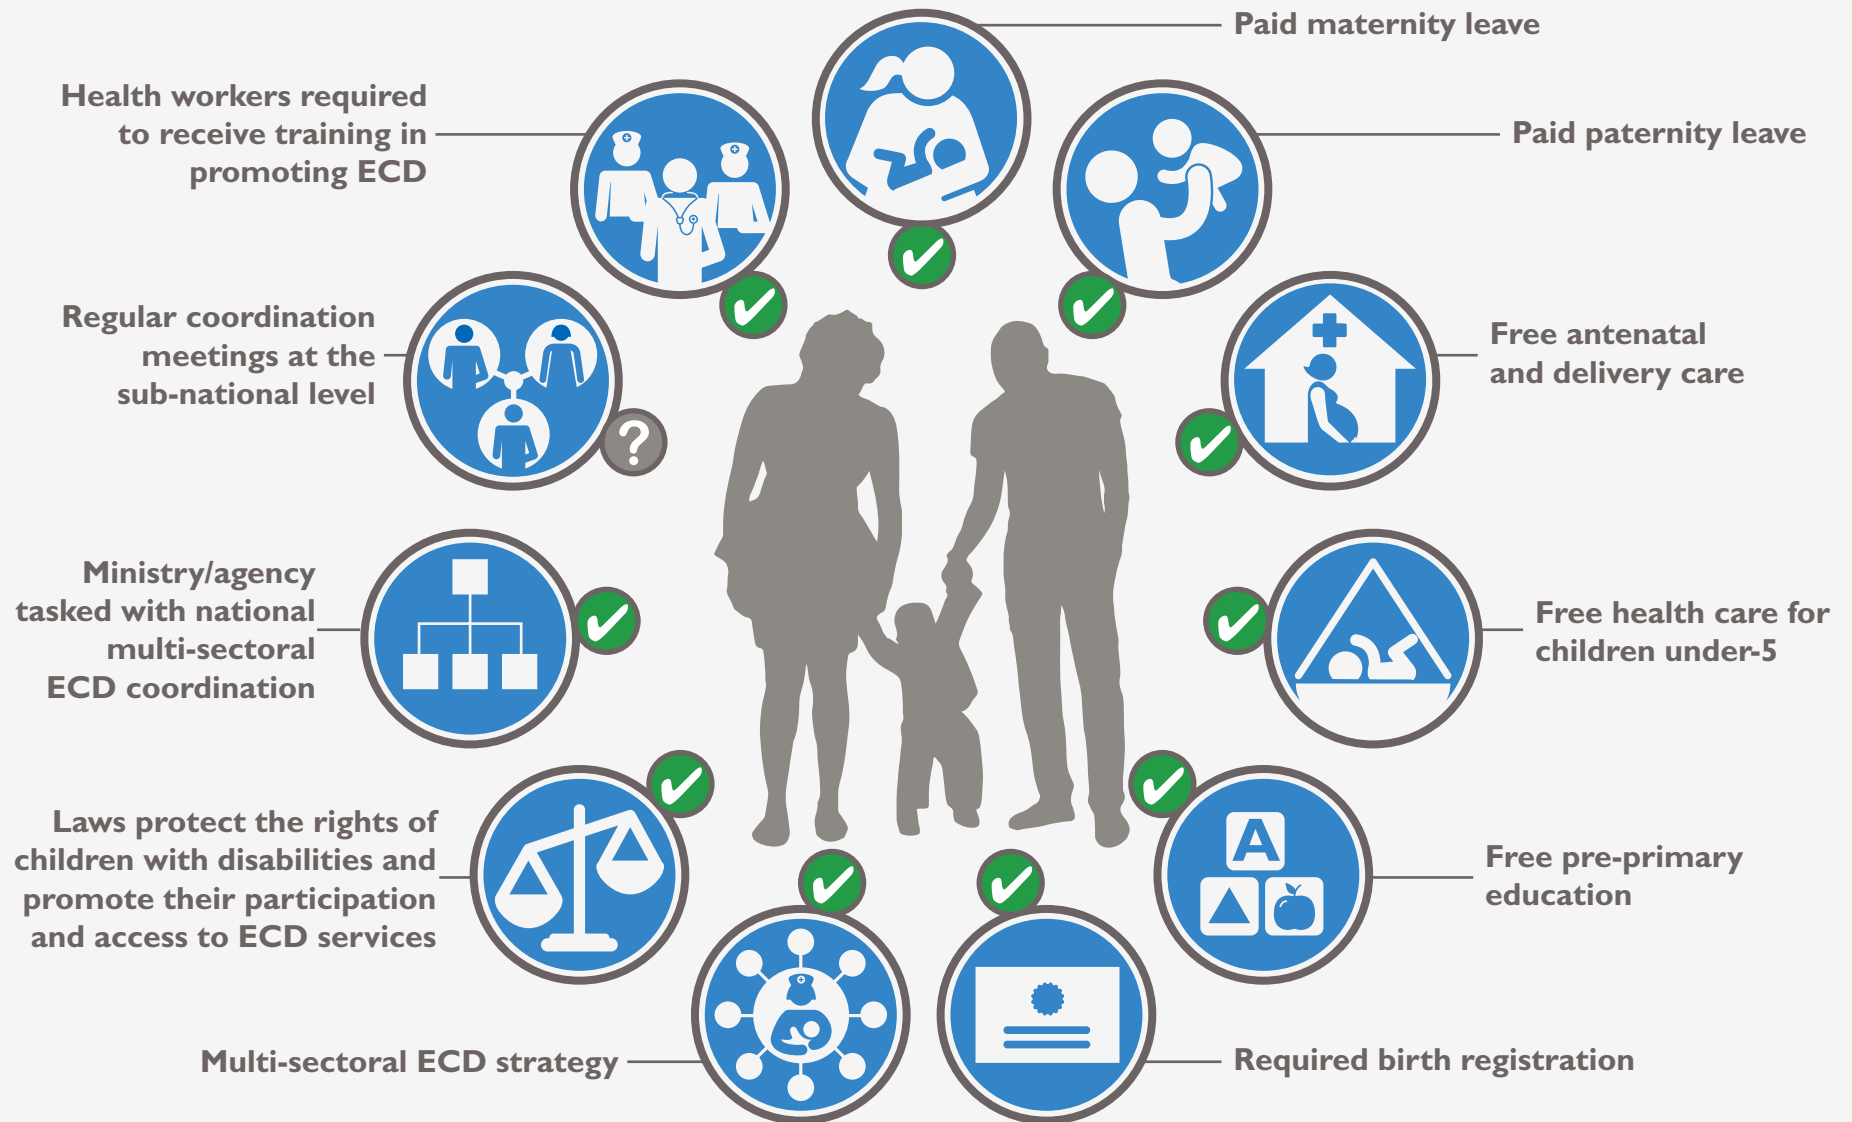 Paid maternity leave
Paid paternity leave
Free antenatal
and delivery care
Free health care for
children under-5
Free pre-primary
education
Required birth registration
Multi-sectoral ECD strategy
Laws protect the rights of
children with disabilities and
promote their participation
and access to ECD services
Ministry/agency
tasked with national
multi-sectoral
ECD coordination
Regular coordination
meetings at the
sub-national level
Health workers required
to receive training in
promoting ECD
?
A